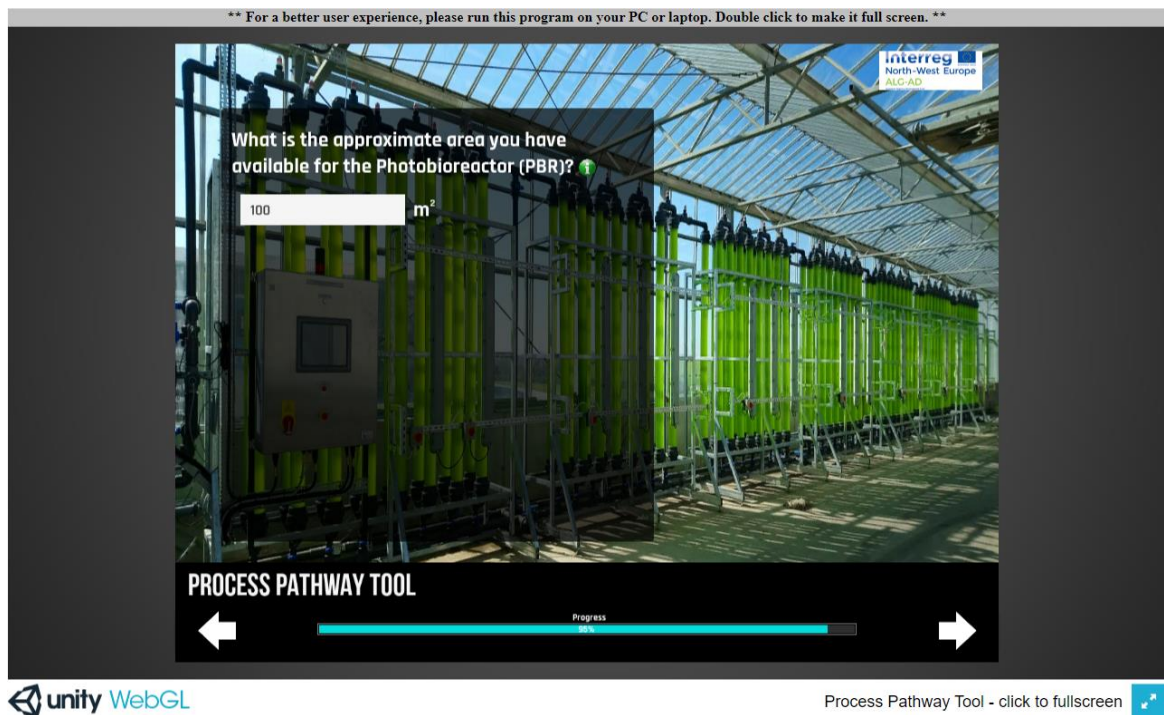 ** For a better user experience, please run this program on your PC or laptop. Double click to make it full screen. **
Interreg
North-West Europe
ALG-AD
What is the approximate area you have
available for the Photobioreactor (PBR)? i
100 m²
PROCESS PATHWAY TOOL
Progress
95%
unity WebGL
Process Pathway Tool - click to fullscreen